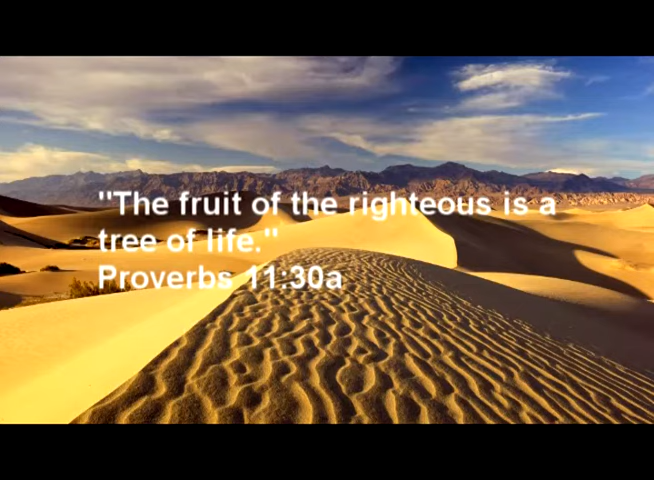 "The fruit of the righteous is a
tree of life."
Proverbs 11:30a